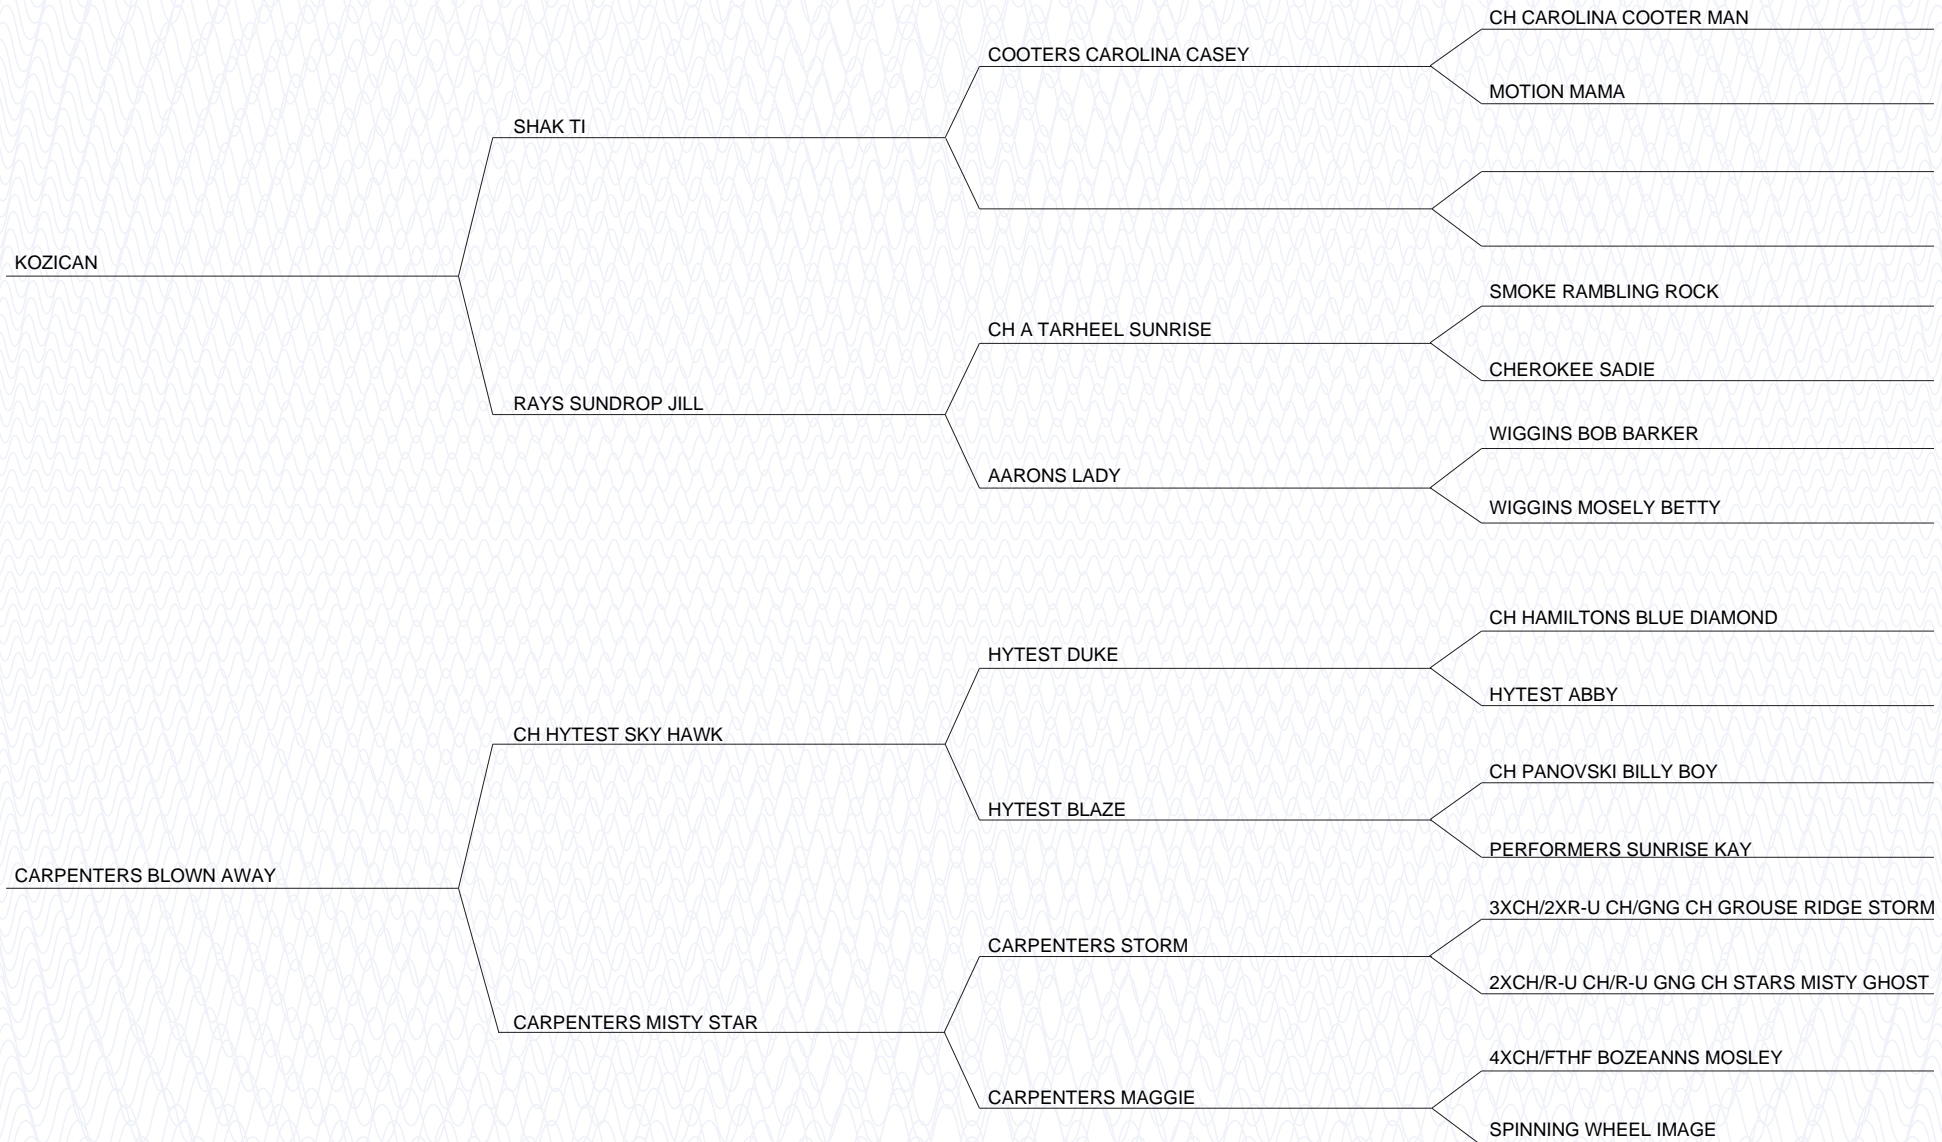 CH CAROLINA COOTER MAN
COOTERS CAROLINA CASEY
MOTION MAMA
SHAK TI
KOZICAN
SMOKE RAMBLING ROCK
CH A TARHEEL SUNRISE
CHEROKEE SADIE
RAYS SUNDROP JILL
WIGGINS BOB BARKER
AARONS LADY
WIGGINS MOSELY BETTY
CH HAMILTONS BLUE DIAMOND
HYTEST DUKE
HYTEST ABBY
CH HYTEST SKY HAWK
CH PANOVSKI BILLY BOY
HYTEST BLAZE
PERFORMERS SUNRISE KAY
CARPENTERS BLOWN AWAY
3XCH/2XR-U CH/GNG CH GROUSE RIDGE STORM
CARPENTERS STORM
2XCH/R-U CH/R-U GNG CH STARS MISTY GHOST
CARPENTERS MISTY STAR
4XCH/FTHF BOZEANNS MOSLEY
CARPENTERS MAGGIE
SPINNING WHEEL IMAGE